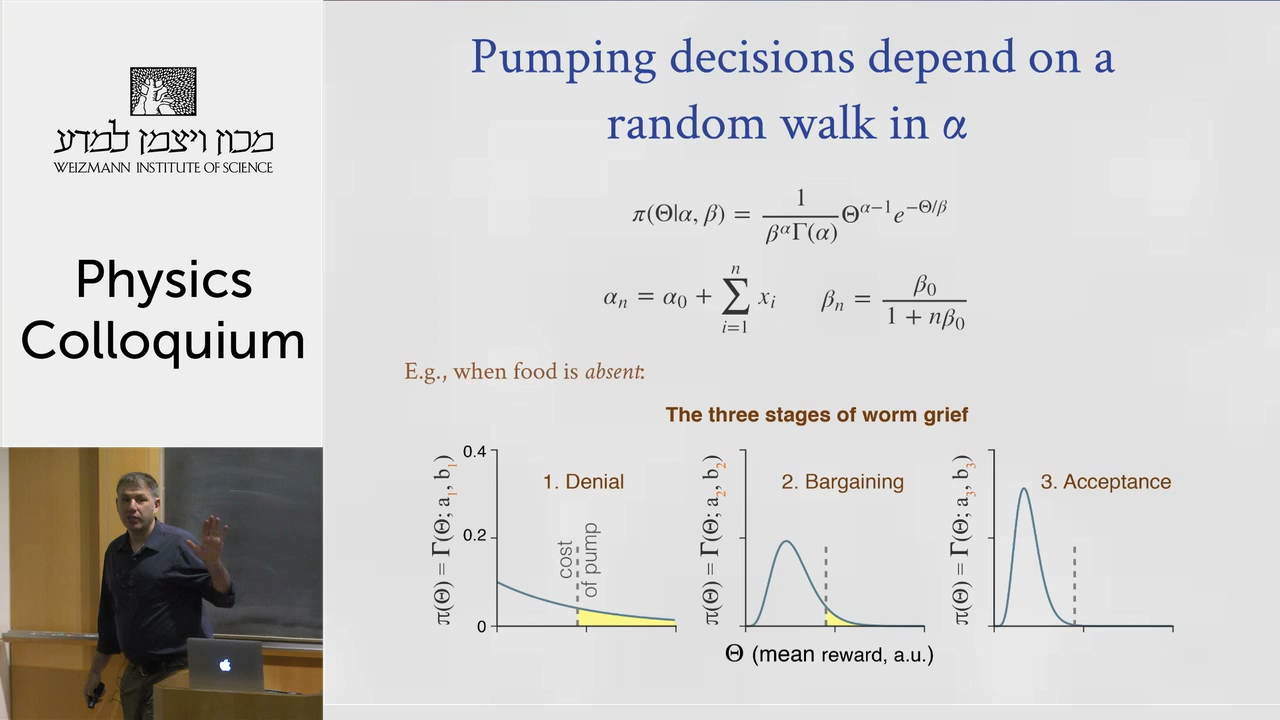 מכון ויצמן למדע
WEIZMANN INSTITUTE OF SCIENCE
Physics
Colloquium
Pumping decisions depend on a
random walk in α
π(Θ|α, β) = 1 / β^α Γ(α) Θ^α−1 e^−Θ/β
α_n = α_0 + ∑_{i=1}^{n} x_i    β_n = β_0 / 1 + nβ_0
E.g., when food is absent:
The three stages of worm grief
π(Θ) = Γ(Θ; a_1, b_1)
0.4
0.2
0
1. Denial
cost
of pump
π(Θ) = Γ(Θ; a_2, b_2)
2. Bargaining
π(Θ) = Γ(Θ; a_3, b_3)
3. Acceptance
Θ (mean reward, a.u.)